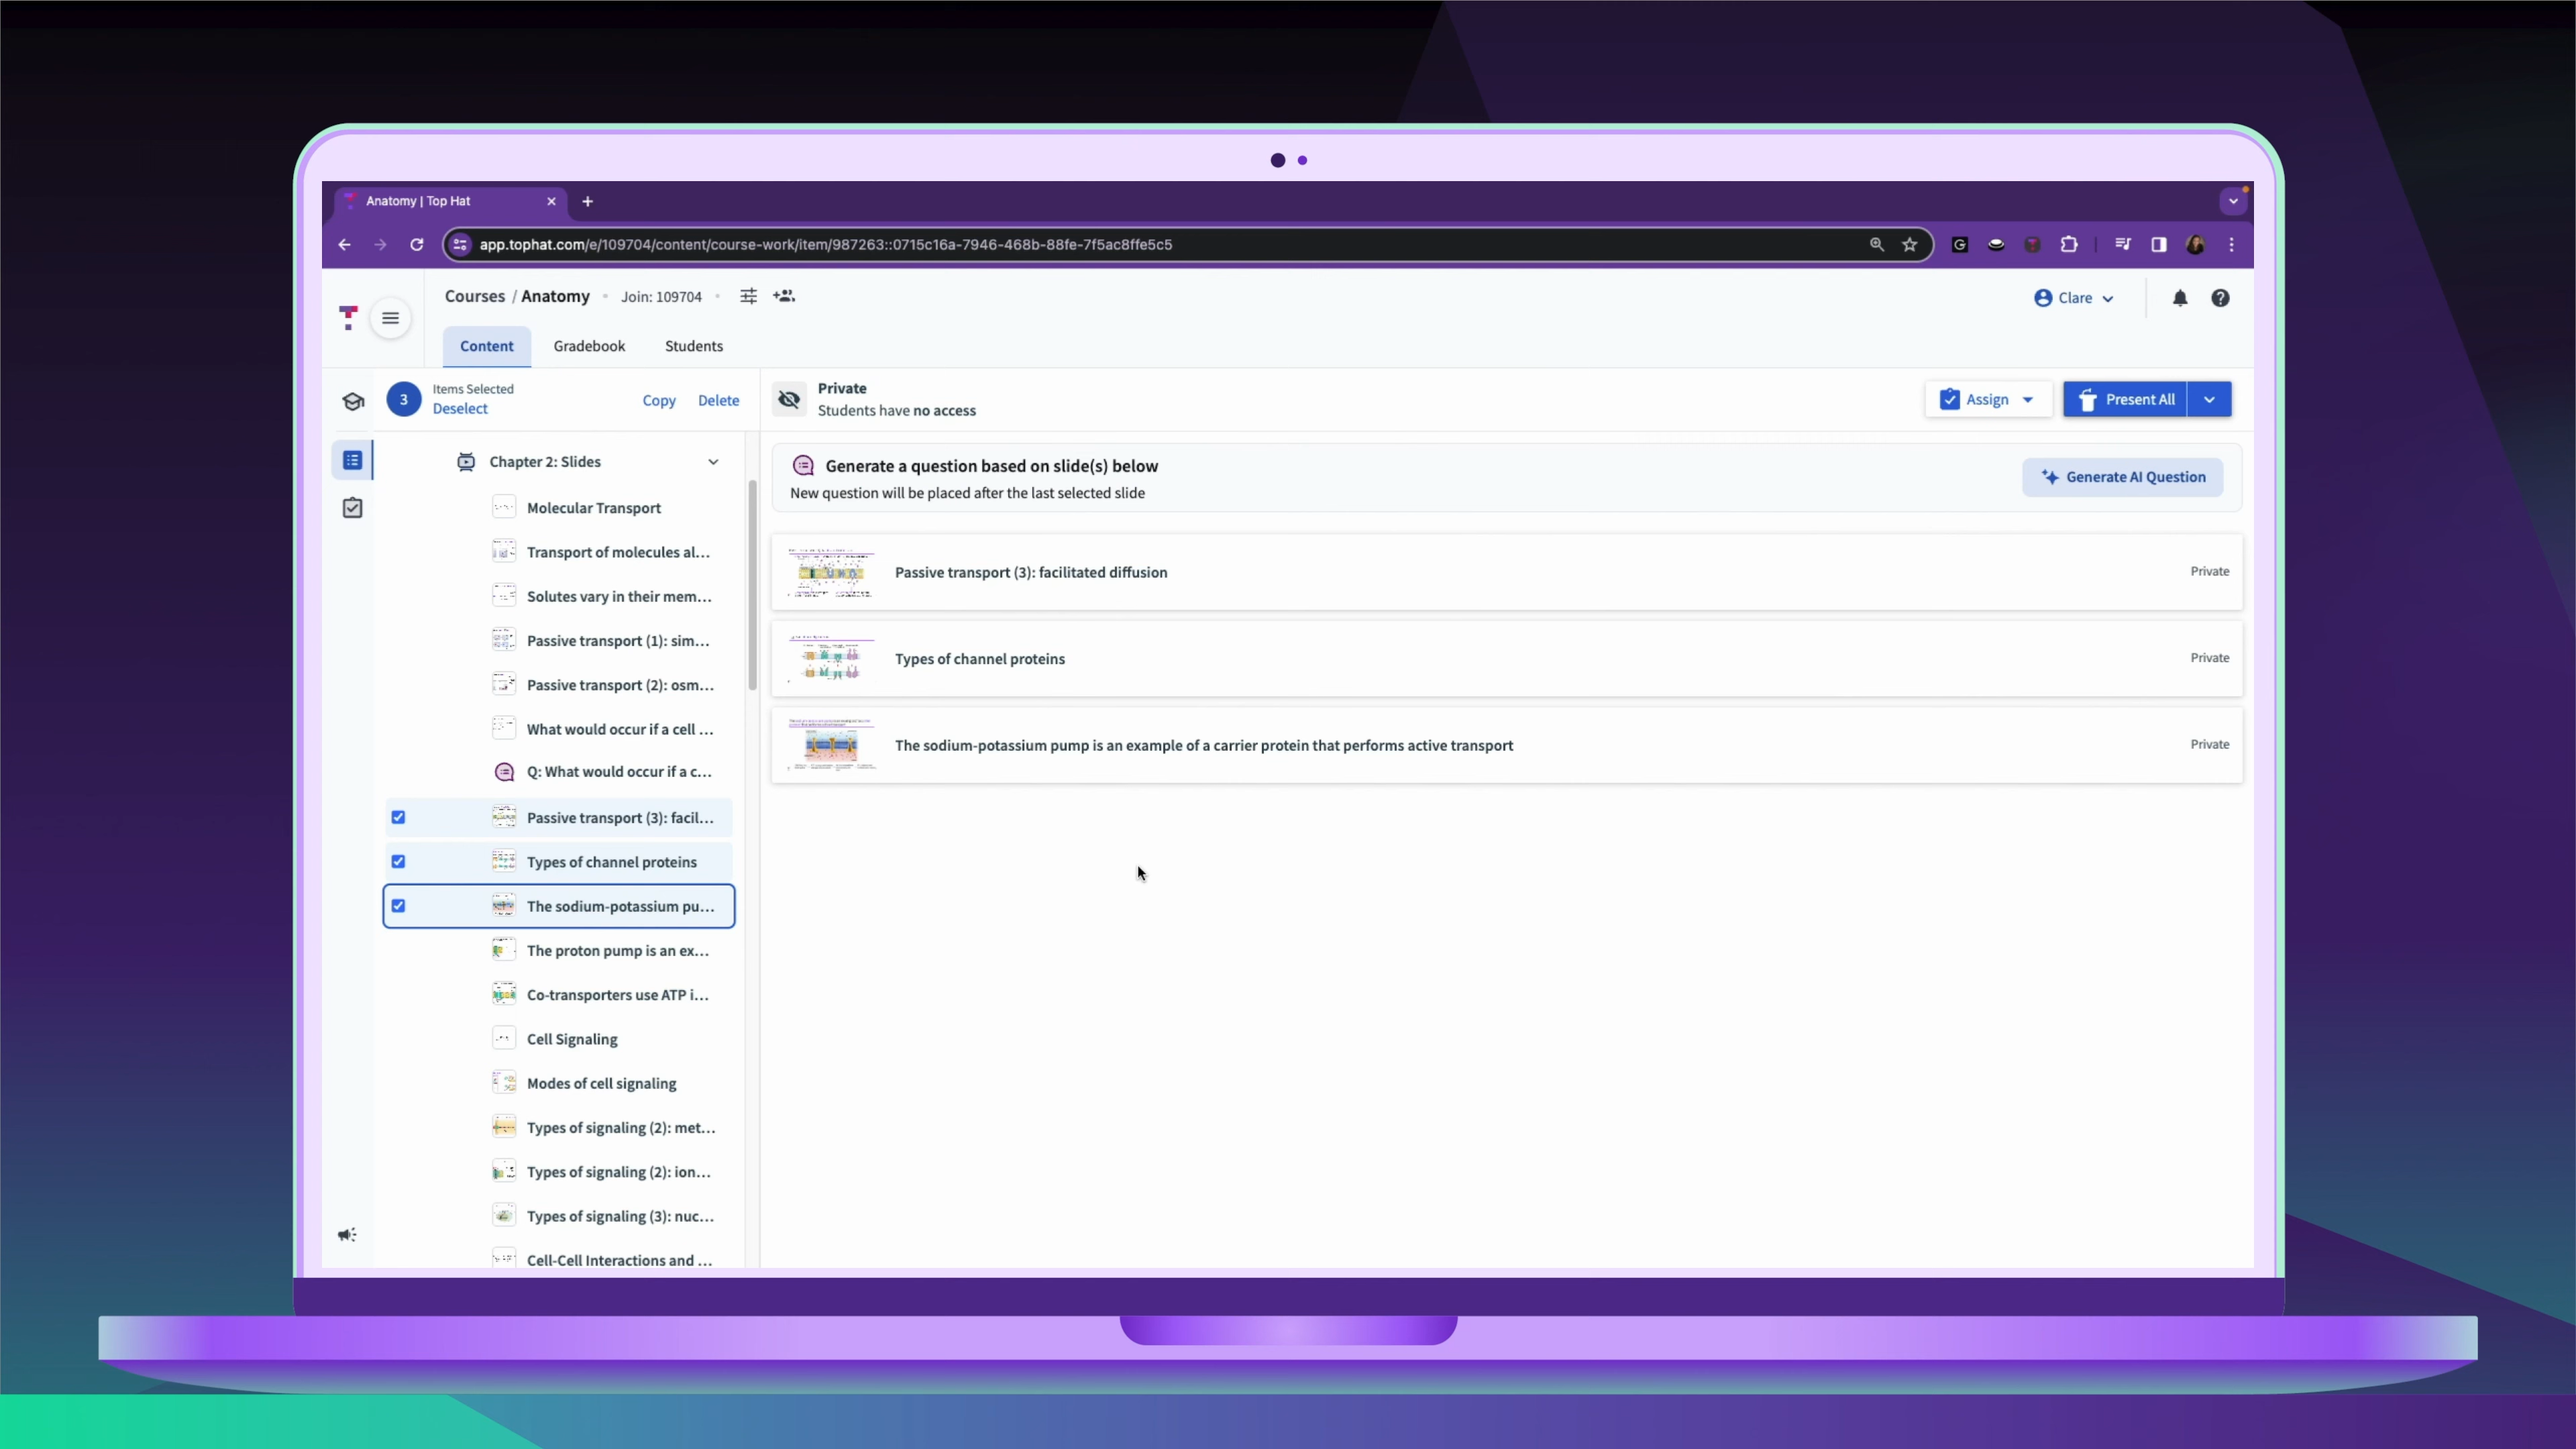 Anatomy | Top Hat
app.tophat.com/e/109704/content/course-work/item/987263::0715c16a-7946-468b-88fe-7f5ac8ffe5c5
Courses / Anatomy • Join: 109704 •
Clare
Content
Gradebook
Students
3
Items Selected
Deselect
Copy
Delete
Private
Students have no access
Assign
Present All
Chapter 2: Slides
Molecular Transport
Transport of molecules al...
Solutes vary in their mem...
Passive transport (1): sim...
Passive transport (2): osm...
What would occur if a cell ...
Q: What would occur if a c...
Passive transport (3): facil...
Types of channel proteins
The sodium-potassium pu...
The proton pump is an ex...
Co-transporters use ATP i...
Cell Signaling
Modes of cell signaling
Types of signaling (2): met...
Types of signaling (2): ion...
Types of signaling (3): nuc...
Cell-Cell Interactions and ...
Generate a question based on slide(s) below
New question will be placed after the last selected slide
Generate AI Question
Passive transport (3): facilitated diffusion
Private
Types of channel proteins
Private
The sodium-potassium pump is an example of a carrier protein that performs active transport
Private